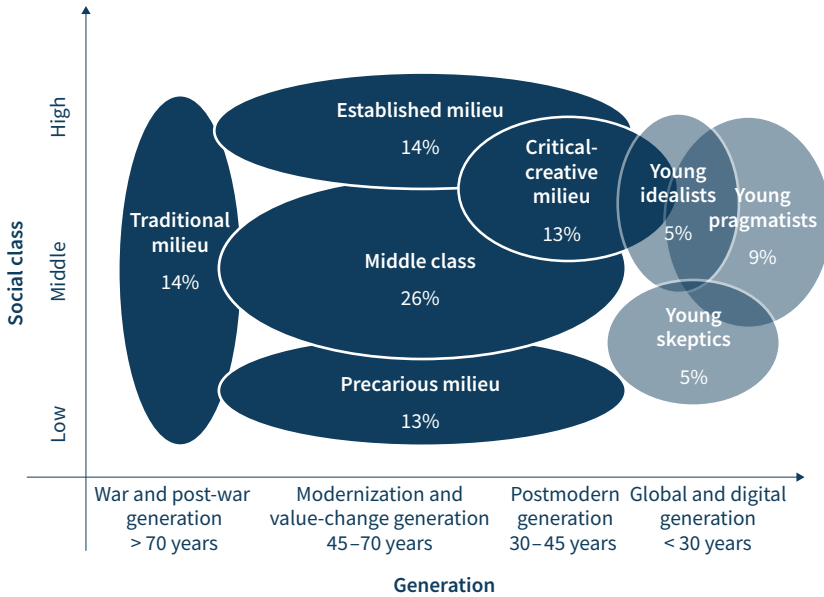 Social class
High
Middle
Low
Established milieu
14%
Critical-
creative
milieu
13%
Young
idealists
5%
Young
pragmatists
9%
Traditional
milieu
14%
Middle class
26%
Young
skeptics
5%
Precarious milieu
13%
War and post-war
generation
> 70 years
Modernization and
value-change generation
45–70 years
Postmodern
generation
30–45 years
Global and digital
generation
< 30 years
Generation